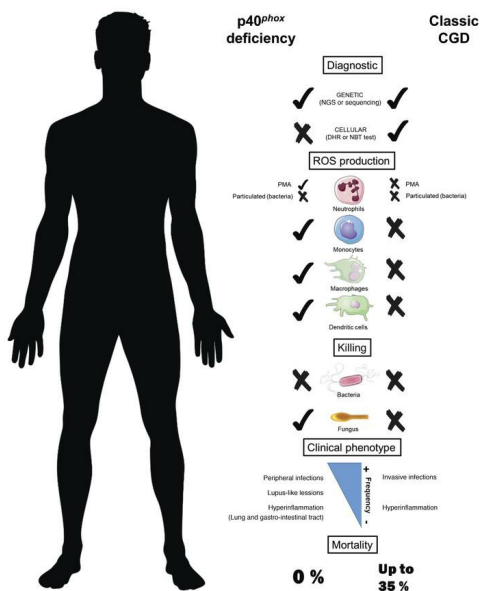 p40phox
deficiency
Classic
CGD
Diagnostic
GENETIC
(NGS or sequencing)
CELLULAR
(DHR or NBT test)
ROS production
PMA
Particulated (bacteria)
PMA
Particulated (bacteria)
Neutrophils
Monocytes
Macrophages
Dendritic cells
Killing
Bacteria
Fungus
Clinical phenotype
Peripheral infections
Lupus-like lessions
Hyperinflammation
(Lung and gastro-intestinal tract)
+
Frequency
-
Invasive infections
Hyperinflammation
Mortality
0 %
Up to
35 %